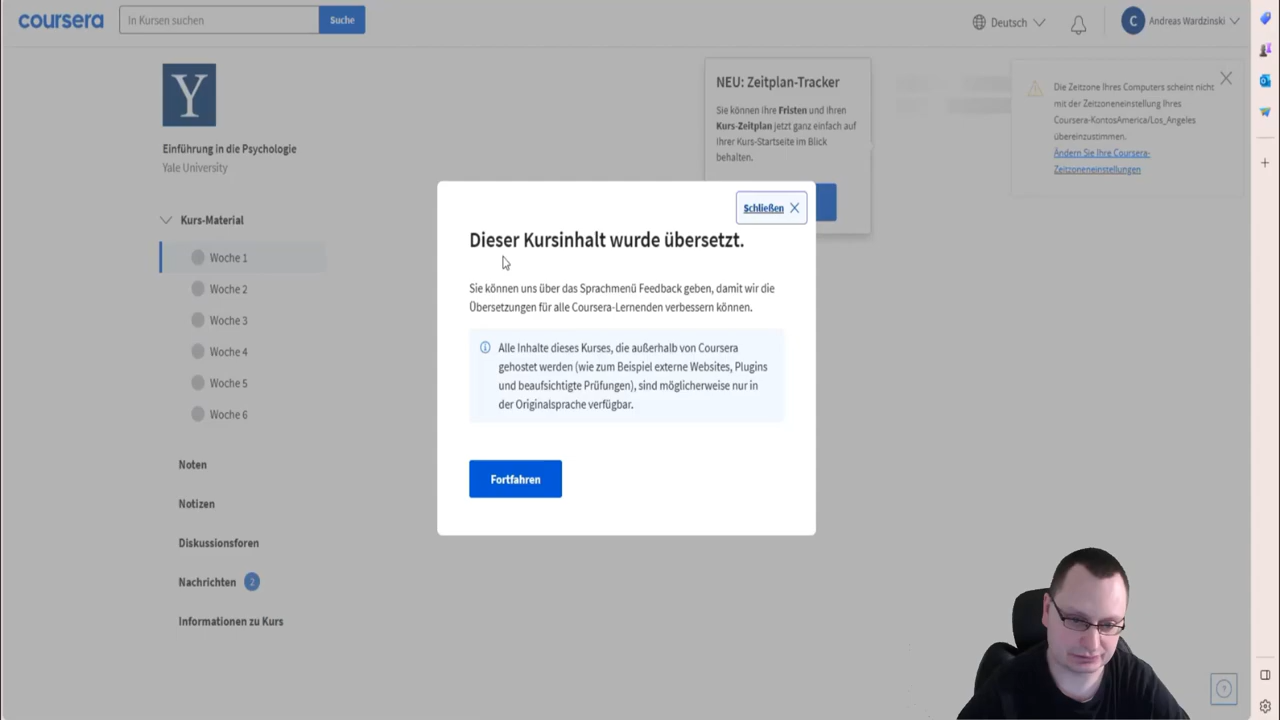 coursera
In Kursen suchen
Suche
Deutsch
C
Andreas Wardzinski
Y
Einführung in die Psychologie
Yale University
Kurs-Material
Woche 1
Woche 2
Woche 3
Woche 4
Woche 5
Woche 6
Noten
Notizen
Diskussionsforen
Nachrichten 2
Informationen zu Kurs
NEU: Zeitplan-Tracker
Sie können Ihre Fristen und Ihren
Kurs-Zeitplan jetzt ganz einfach auf
Ihrer Kurs-Startseite im Blick
behalten.
Die Zeitzone Ihres Computers scheint nicht
mit der Zeitzoneneinstellung Ihres
Coursera-KontosAmerica/Los_Angeles
übereinzustimmen.
Ändern Sie Ihre Coursera-
Zeitzoneneinstellungen
Schließen
Dieser Kursinhalt wurde übersetzt.
Sie können uns über das Sprachmenü Feedback geben, damit wir die
Übersetzungen für alle Coursera-Lernenden verbessern können.
Alle Inhalte dieses Kurses, die außerhalb von Coursera
gehostet werden (wie zum Beispiel externe Websites, Plugins
und beaufsichtigte Prüfungen), sind möglicherweise nur in
der Originalsprache verfügbar.
Fortfahren